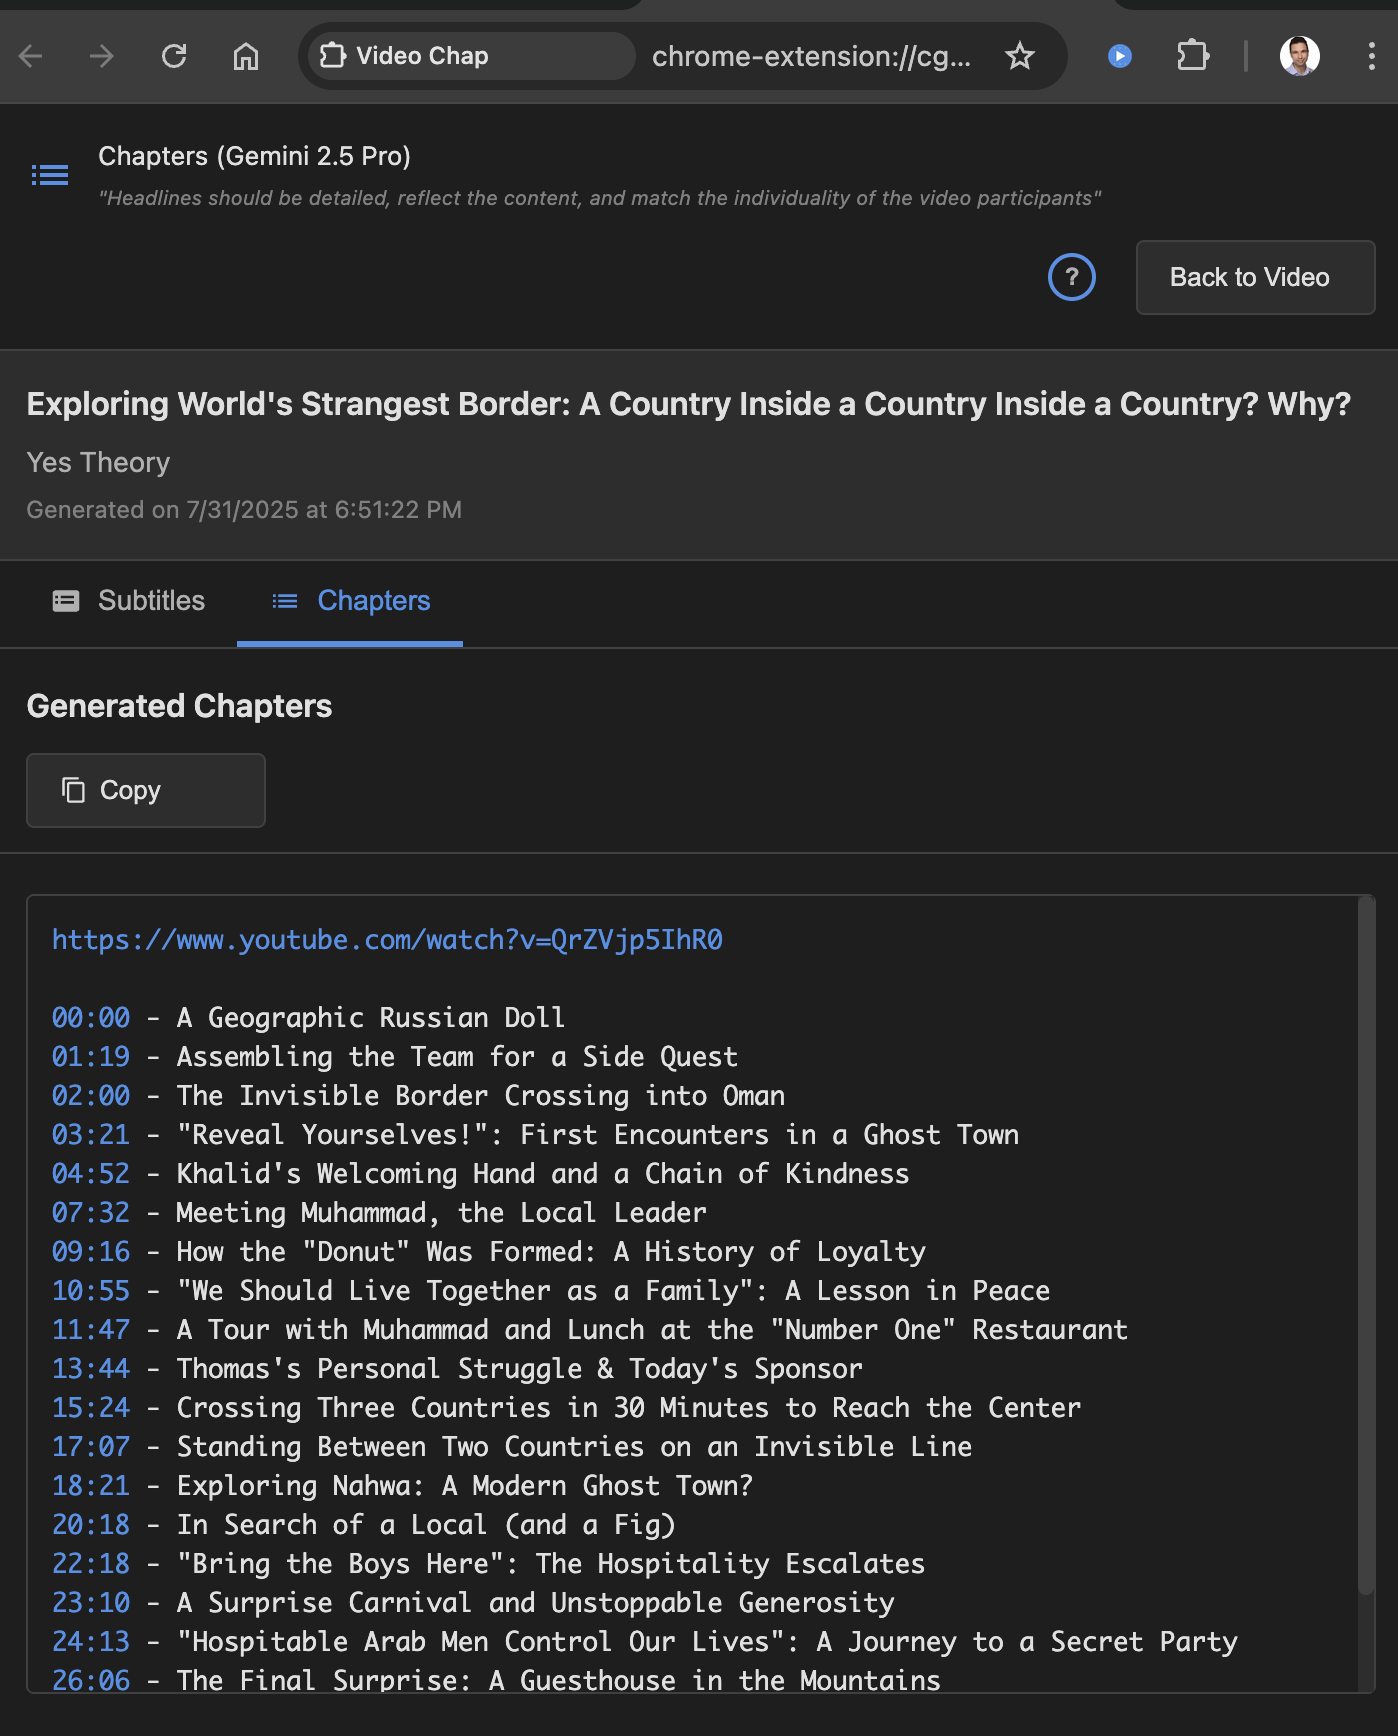 Video Chap
chrome-extension://cg...
Chapters (Gemini 2.5 Pro)
"Headlines should be detailed, reflect the content, and match the individuality of the video participants"
?
Back to Video
Exploring World's Strangest Border: A Country Inside a Country Inside a Country? Why?
Yes Theory
Generated on 7/31/2025 at 6:51:22 PM
Subtitles
Chapters
Generated Chapters
Copy
https://www.youtube.com/watch?v=QrZVjp5IhR0
00:00 - A Geographic Russian Doll
01:19 - Assembling the Team for a Side Quest
02:00 - The Invisible Border Crossing into Oman
03:21 - "Reveal Yourselves!": First Encounters in a Ghost Town
04:52 - Khalid's Welcoming Hand and a Chain of Kindness
07:32 - Meeting Muhammad, the Local Leader
09:16 - How the "Donut" Was Formed: A History of Loyalty
10:55 - "We Should Live Together as a Family": A Lesson in Peace
11:47 - A Tour with Muhammad and Lunch at the "Number One" Restaurant
13:44 - Thomas's Personal Struggle & Today's Sponsor
15:24 - Crossing Three Countries in 30 Minutes to Reach the Center
17:07 - Standing Between Two Countries on an Invisible Line
18:21 - Exploring Nahwa: A Modern Ghost Town?
20:18 - In Search of a Local (and a Fig)
22:18 - "Bring the Boys Here": The Hospitality Escalates
23:10 - A Surprise Carnival and Unstoppable Generosity
24:13 - "Hospitable Arab Men Control Our Lives": A Journey to a Secret Party
26:06 - The Final Surprise: A Guesthouse in the Mountains